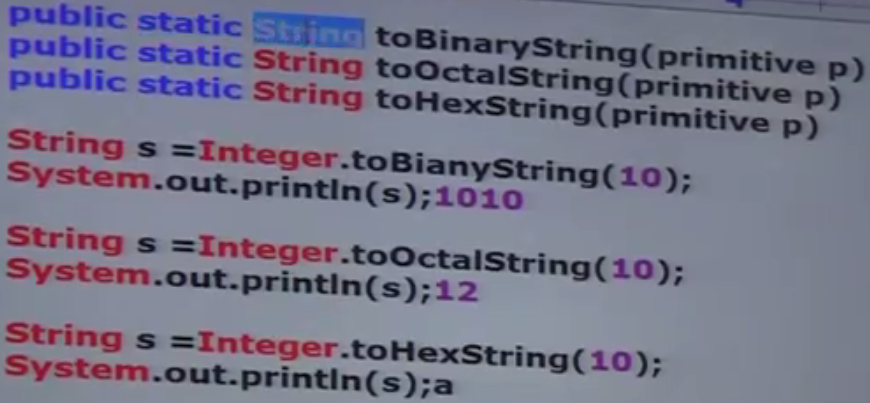 public static String toBinaryString(primitive p)
public static String toOctalString(primitive p)
public static String toHexString(primitive p)
String s =Integer.toBianyString(10);
System.out.println(s);1010
String s =Integer.toOctalString(10);
System.out.println(s);12
String s =Integer.toHexString(10);
System.out.println(s);a